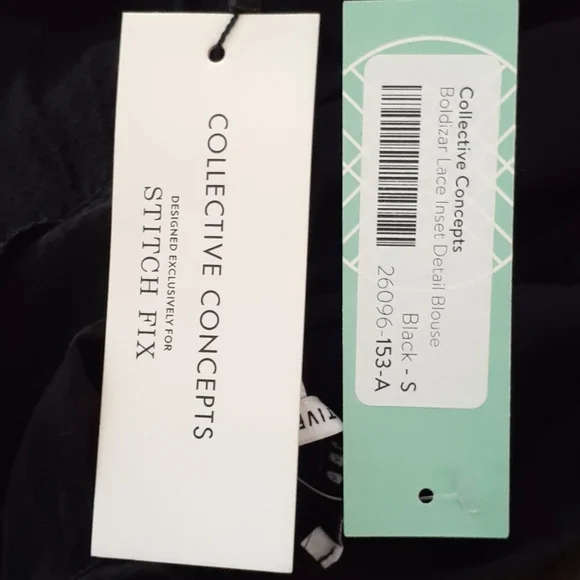 COLLECTIVE CONCEPTS
DESIGNED EXCLUSIVELY FOR
STITCH FIX
Collective Concepts
Boldizar Lace Inset Detail Blouse
Black - S
26096-153-A